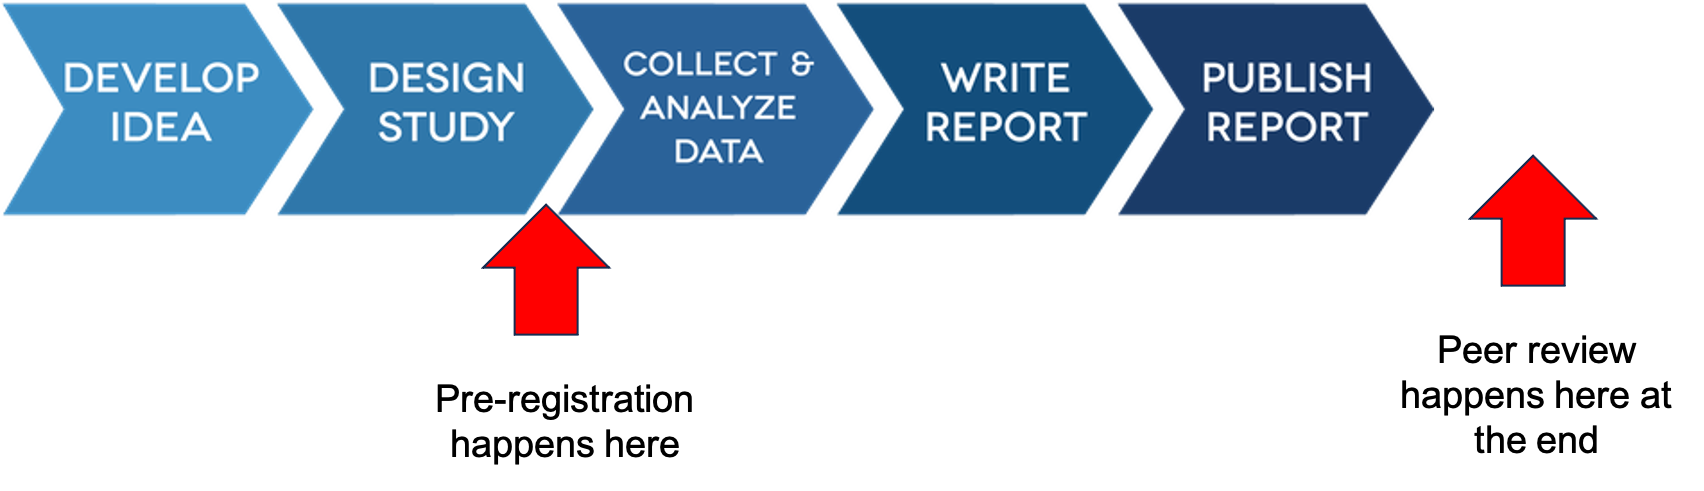 DEVELOP
IDEA
DESIGN
STUDY
COLLECT &
ANALYZE
DATA
WRITE
REPORT
PUBLISH
REPORT
Pre-registration
happens here
Peer review
happens here at
the end